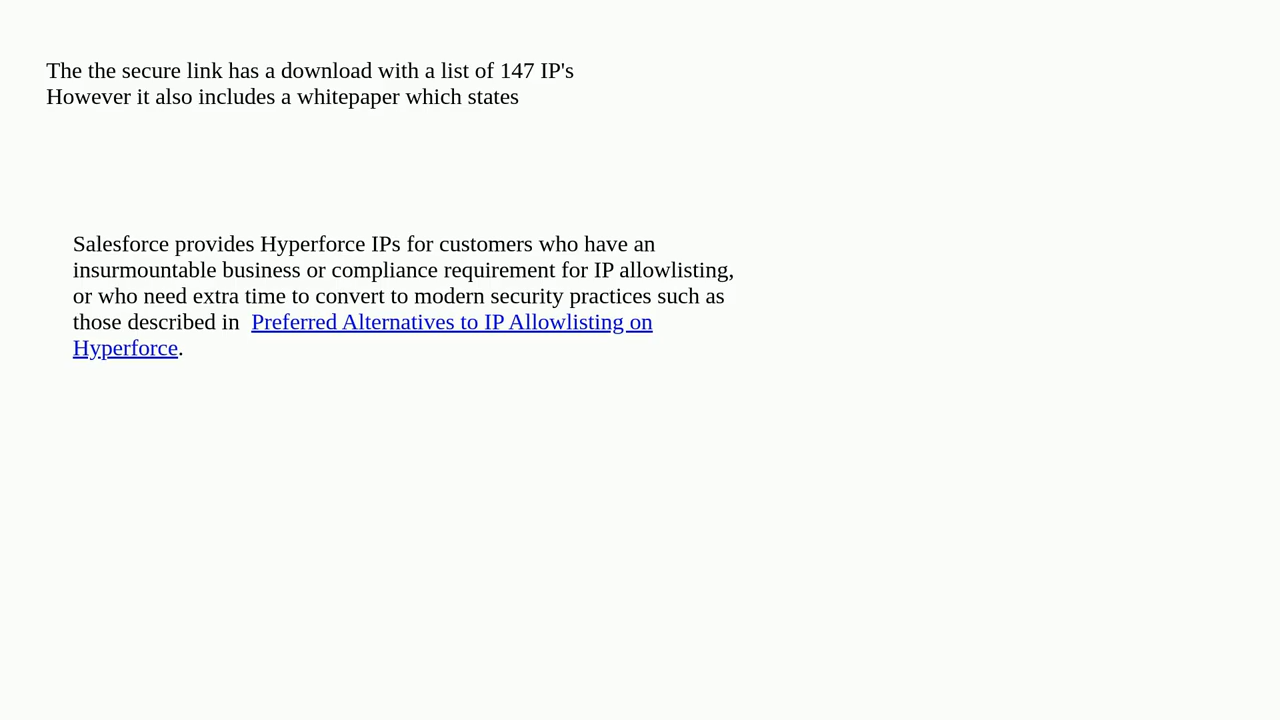 The the secure link has a download with a list of 147 IP's
However it also includes a whitepaper which states
Salesforce provides Hyperforce IPs for customers who have an
insurmountable business or compliance requirement for IP allowlisting,
or who need extra time to convert to modern security practices such as
those described in  Preferred Alternatives to IP Allowlisting on
Hyperforce.